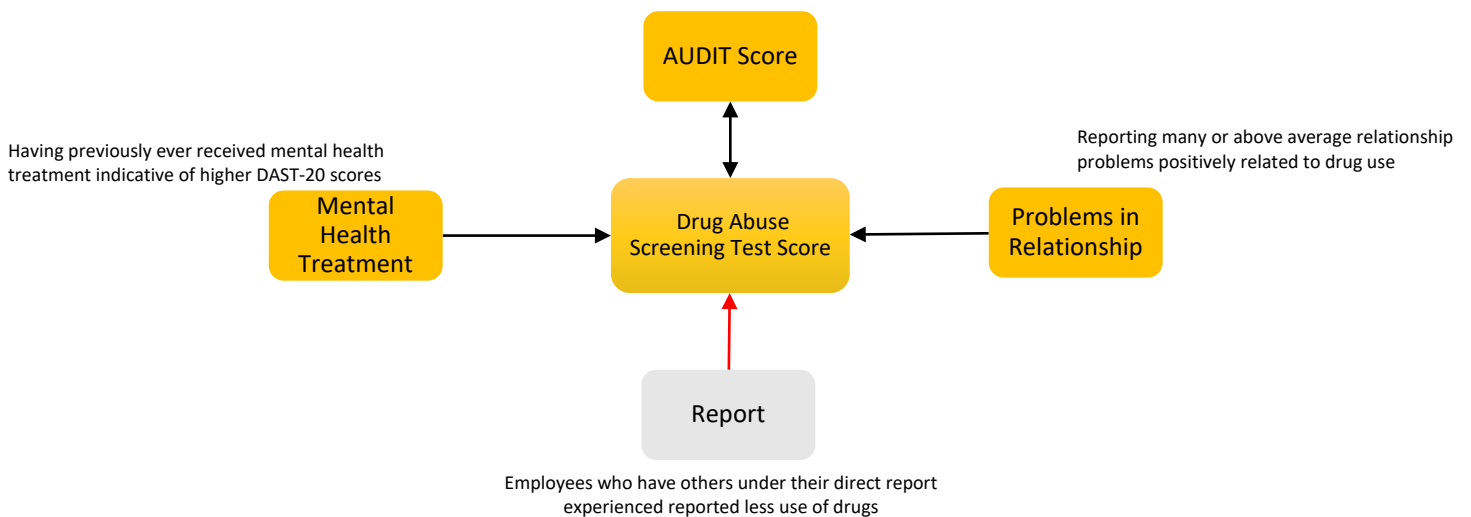 AUDIT Score
Having previously ever received mental health
treatment indicative of higher DAST-20 scores
Reporting many or above average relationship
problems positively related to drug use
Mental
Health
Treatment
Drug Abuse
Screening Test Score
Problems in
Relationship
Report
Employees who have others under their direct report
experienced reported less use of drugs